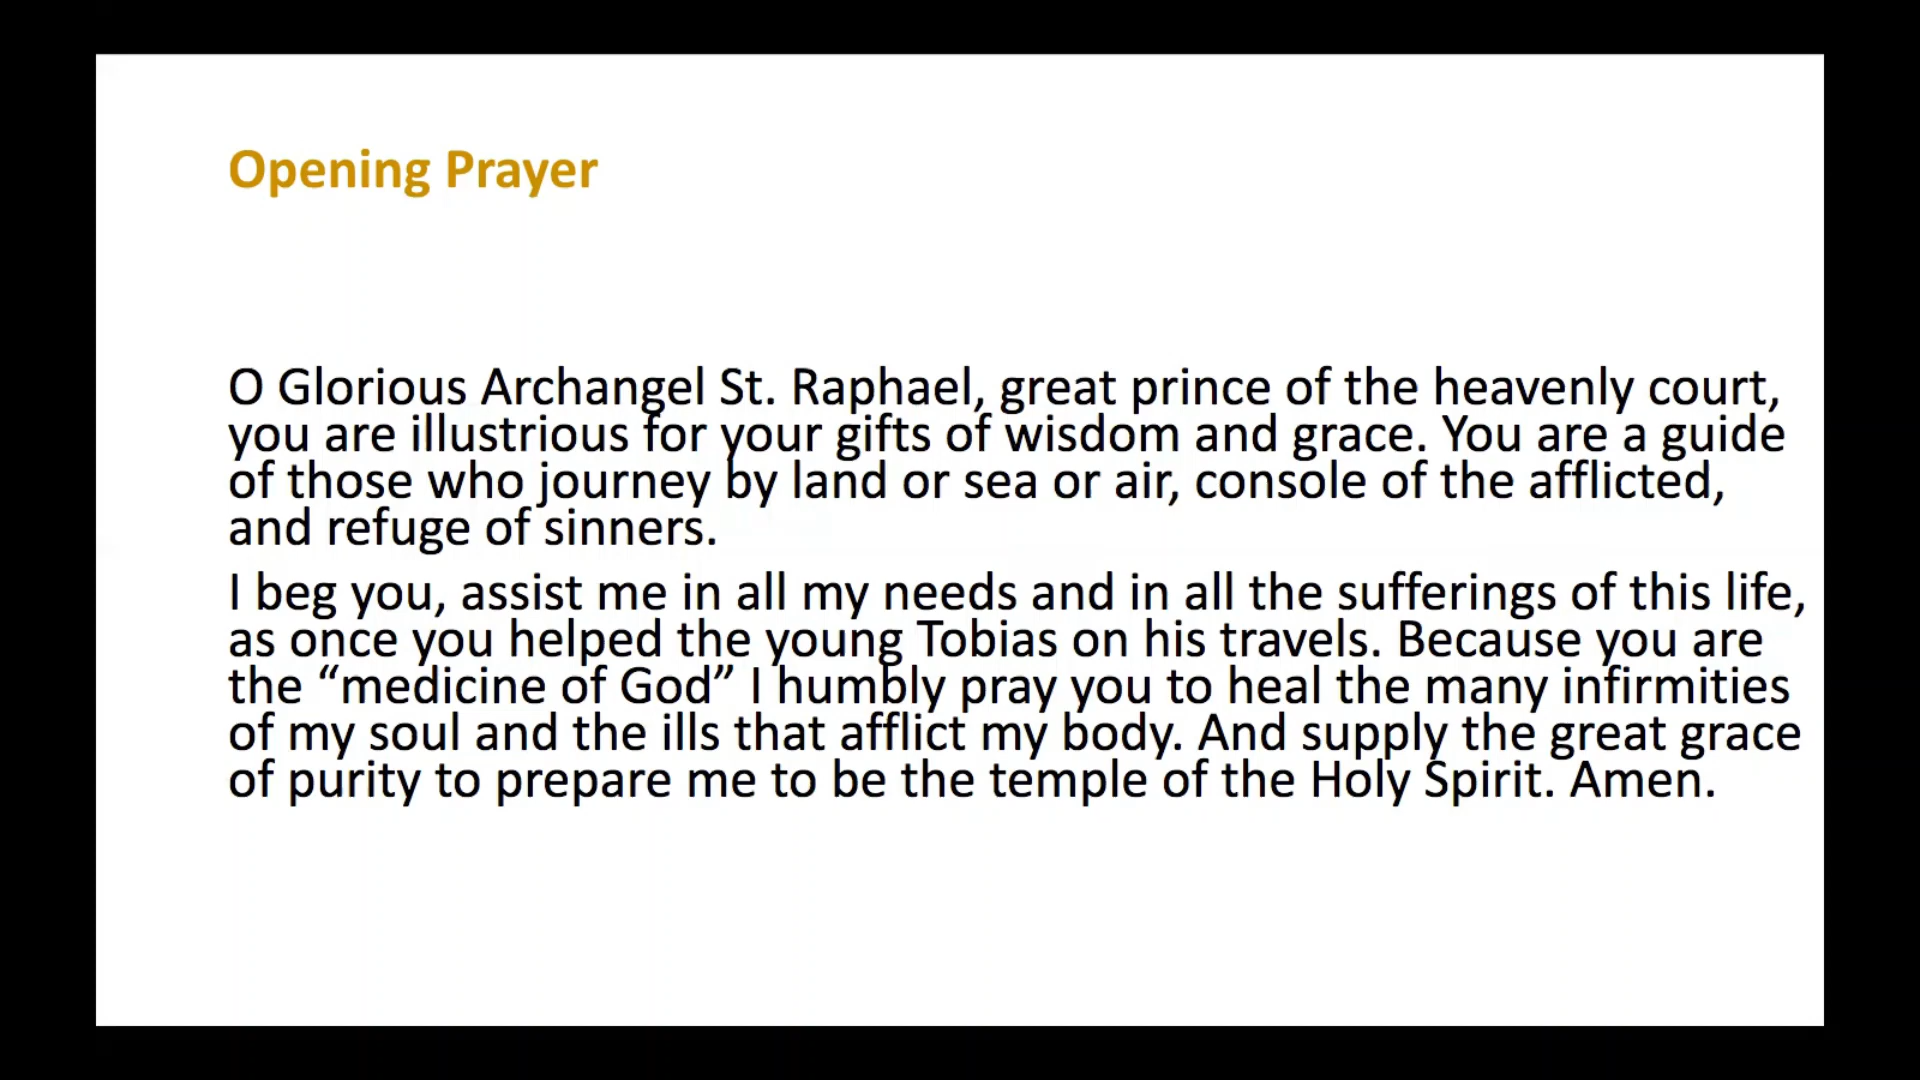 Opening Prayer
O Glorious Archangel St. Raphael, great prince of the heavenly court,
you are illustrious for your gifts of wisdom and grace. You are a guide
of those who journey by land or sea or air, console of the afflicted,
and refuge of sinners.
I beg you, assist me in all my needs and in all the sufferings of this life,
as once you helped the young Tobias on his travels. Because you are
the “medicine of God” I humbly pray you to heal the many infirmities
of my soul and the ills that afflict my body. And supply the great grace
of purity to prepare me to be the temple of the Holy Spirit. Amen.